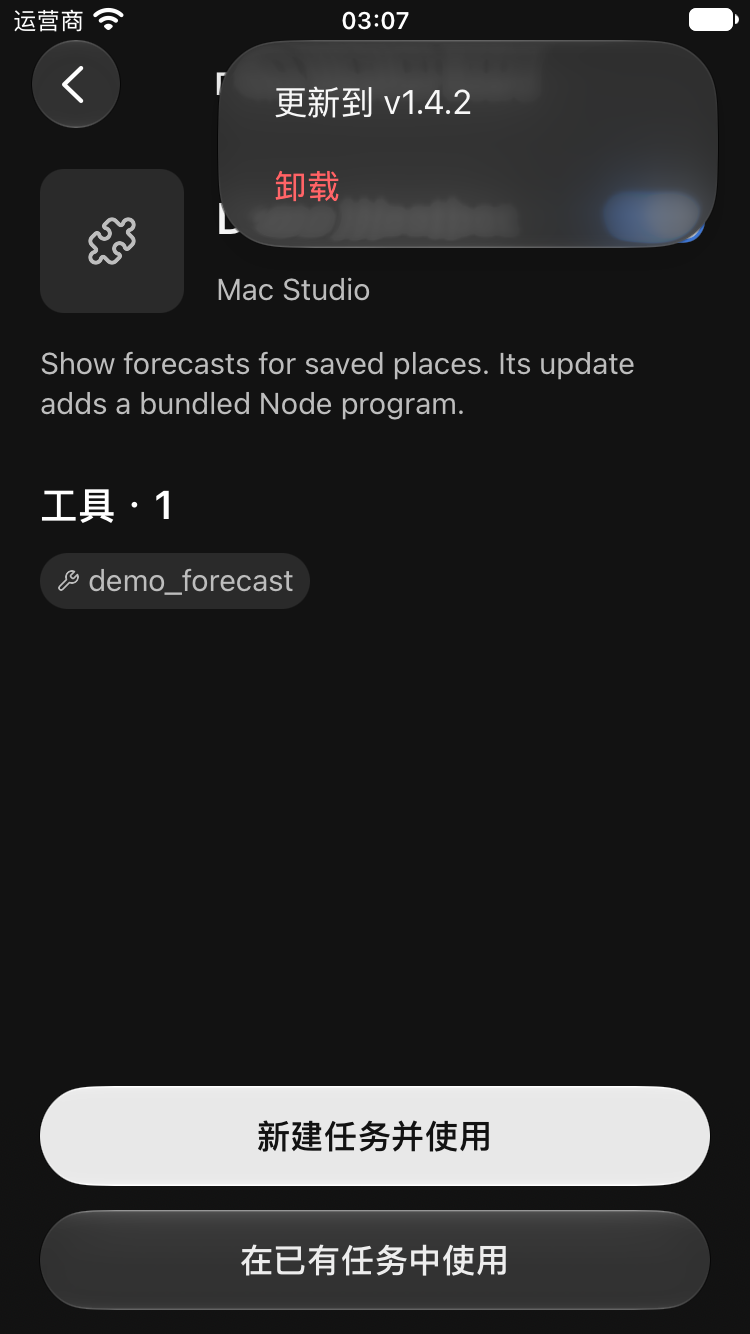 运营商
03:07
更新到 v1.4.2
卸载
Mac Studio
Show forecasts for saved places. Its update
adds a bundled Node program.
工具 · 1
demo_forecast
新建任务并使用
在已有任务中使用